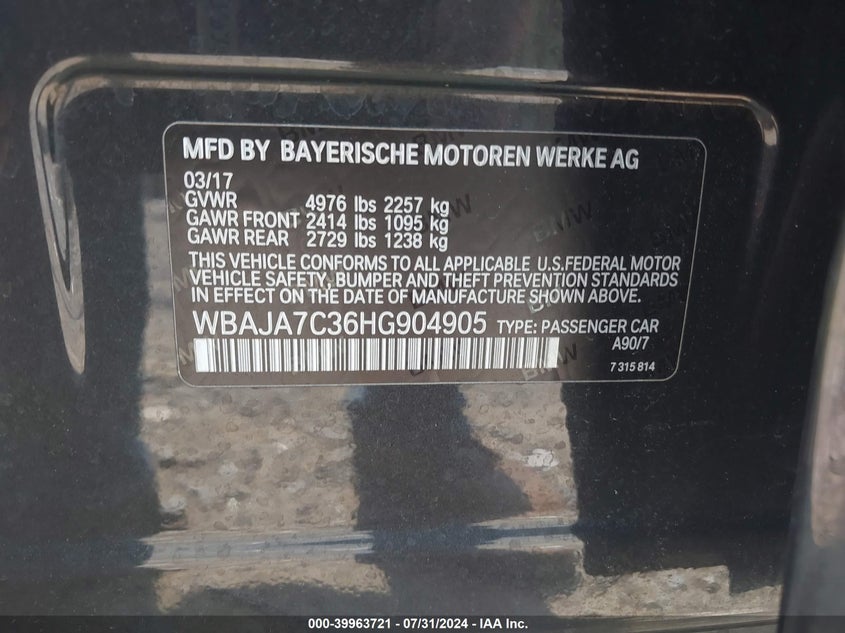 MFD BY BAYERISCHE MOTOREN WERKE AG
03/17
GVWR 4976 lbs 2257 kg
GAWR FRONT 2414 lbs 1095 kg
GAWR REAR 2729 lbs 1238 kg
THIS VEHICLE CONFORMS TO ALL APPLICABLE U.S.FEDERAL MOTOR
VEHICLE SAFETY, BUMPER AND THEFT PREVENTION STANDARDS
IN EFFECT ON THE DATE OF MANUFACTURE SHOWN ABOVE.
WBAJA7C36HG904905 TYPE: PASSENGER CAR
A90/7
7 315 814
000-39963721 - 07/31/2024 - IAA Inc.